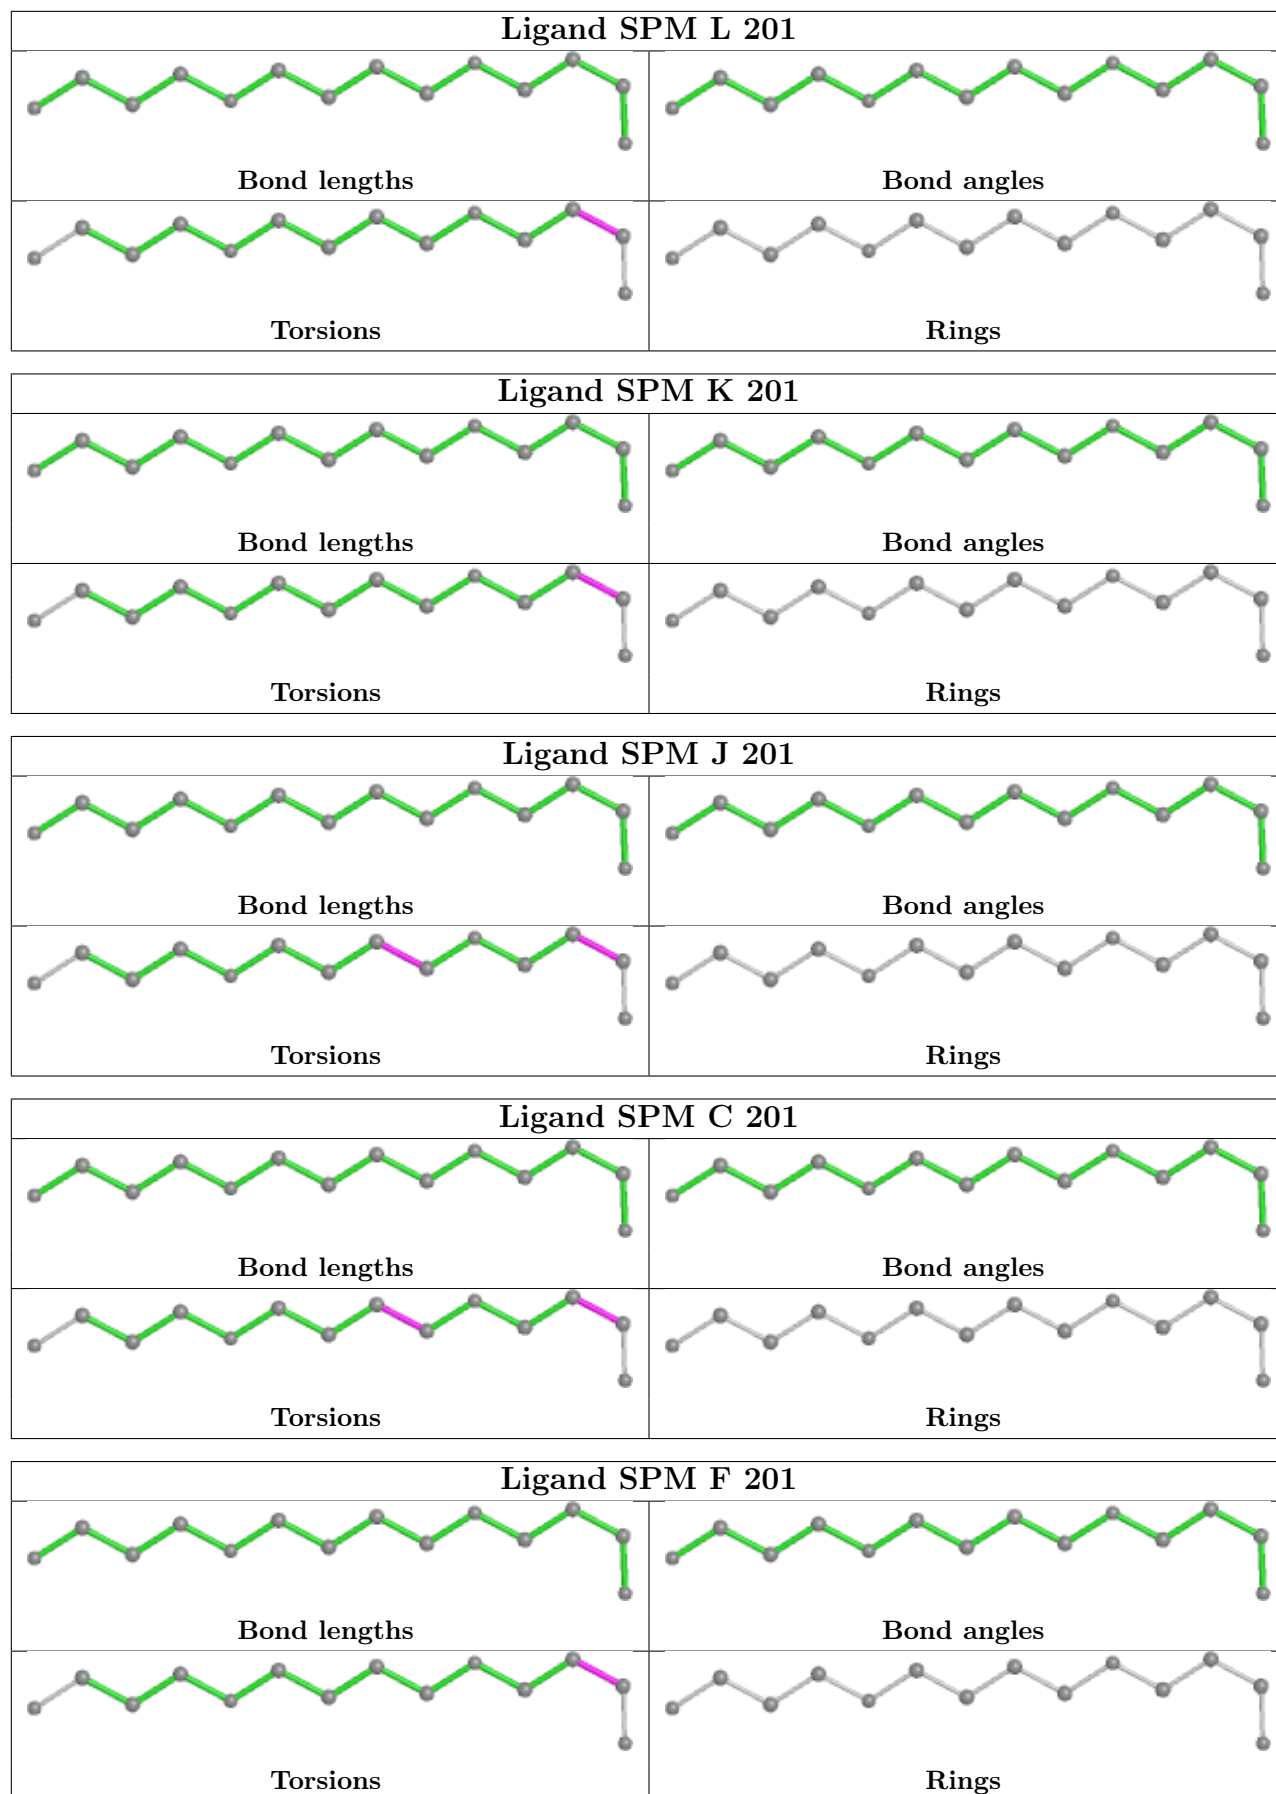 Ligand SPM L 201
Bond lengths
Bond angles
Torsions
Rings
Ligand SPM K 201
Bond lengths
Bond angles
Torsions
Rings
Ligand SPM J 201
Bond lengths
Bond angles
Torsions
Rings
Ligand SPM C 201
Bond lengths
Bond angles
Torsions
Rings
Ligand SPM F 201
Bond lengths
Bond angles
Torsions
Rings